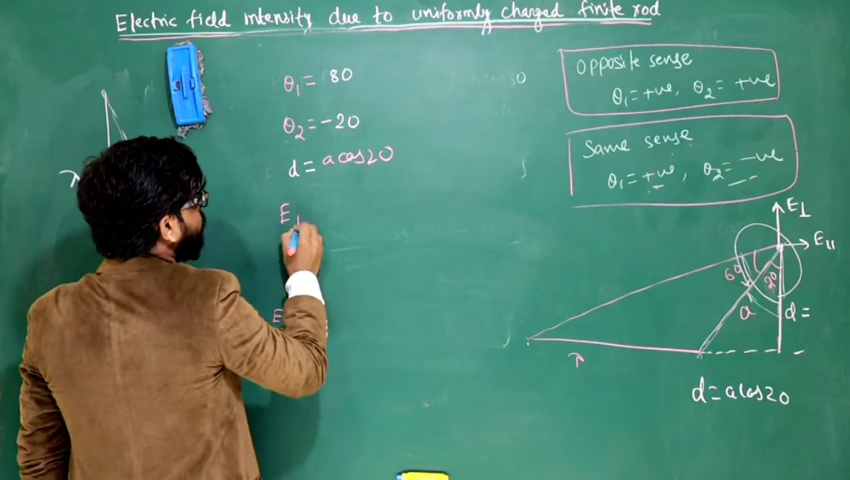 Electric field intensity due to uniformly charged finite rod
θ₁ = 80
θ₂ = -20
d = a cos20
E⊥
E
λ
Opposite sense
θ₁ = +ve, θ₂ = +ve
Same sense
θ₁ = +ve, θ₂ = -ve
E⊥
E॥
60
20
a
d =
λ
d = a cos20